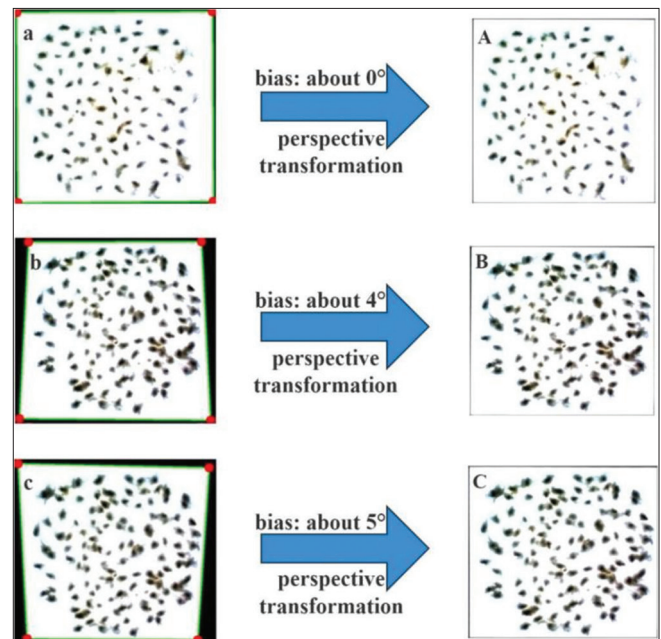 a
A
bias: about 0°
perspective
transformation
b
B
bias: about 4°
perspective
transformation
c
C
bias: about 5°
perspective
transformation